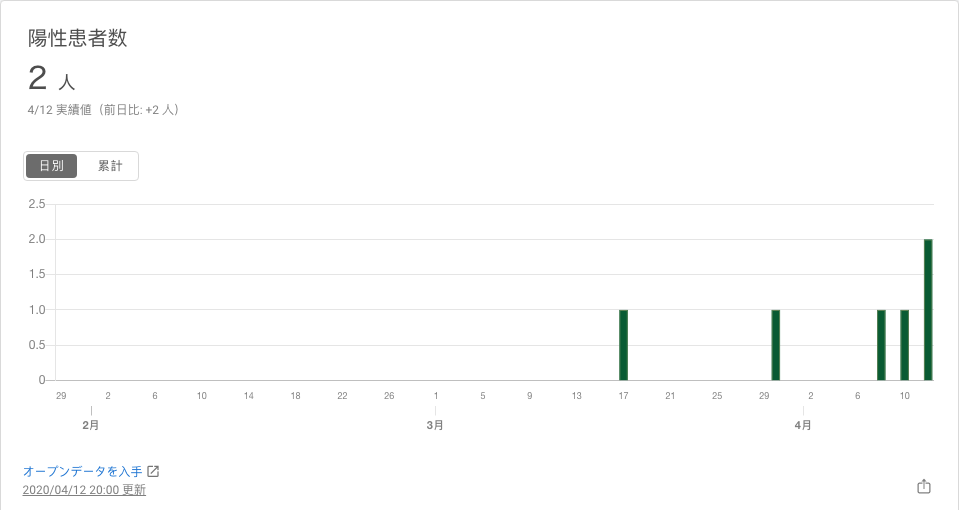 陽性患者数
2 人
4/12 実績値（前日比: +2 人）
日別 累計
2.5
2.0
1.5
1.0
0.5
0
29 2 6 10 14 18 22 26 1 5 9 13 17 21 25 29 2 6 10
2月 3月 4月
オープンデータを入手
2020/04/12 20:00 更新